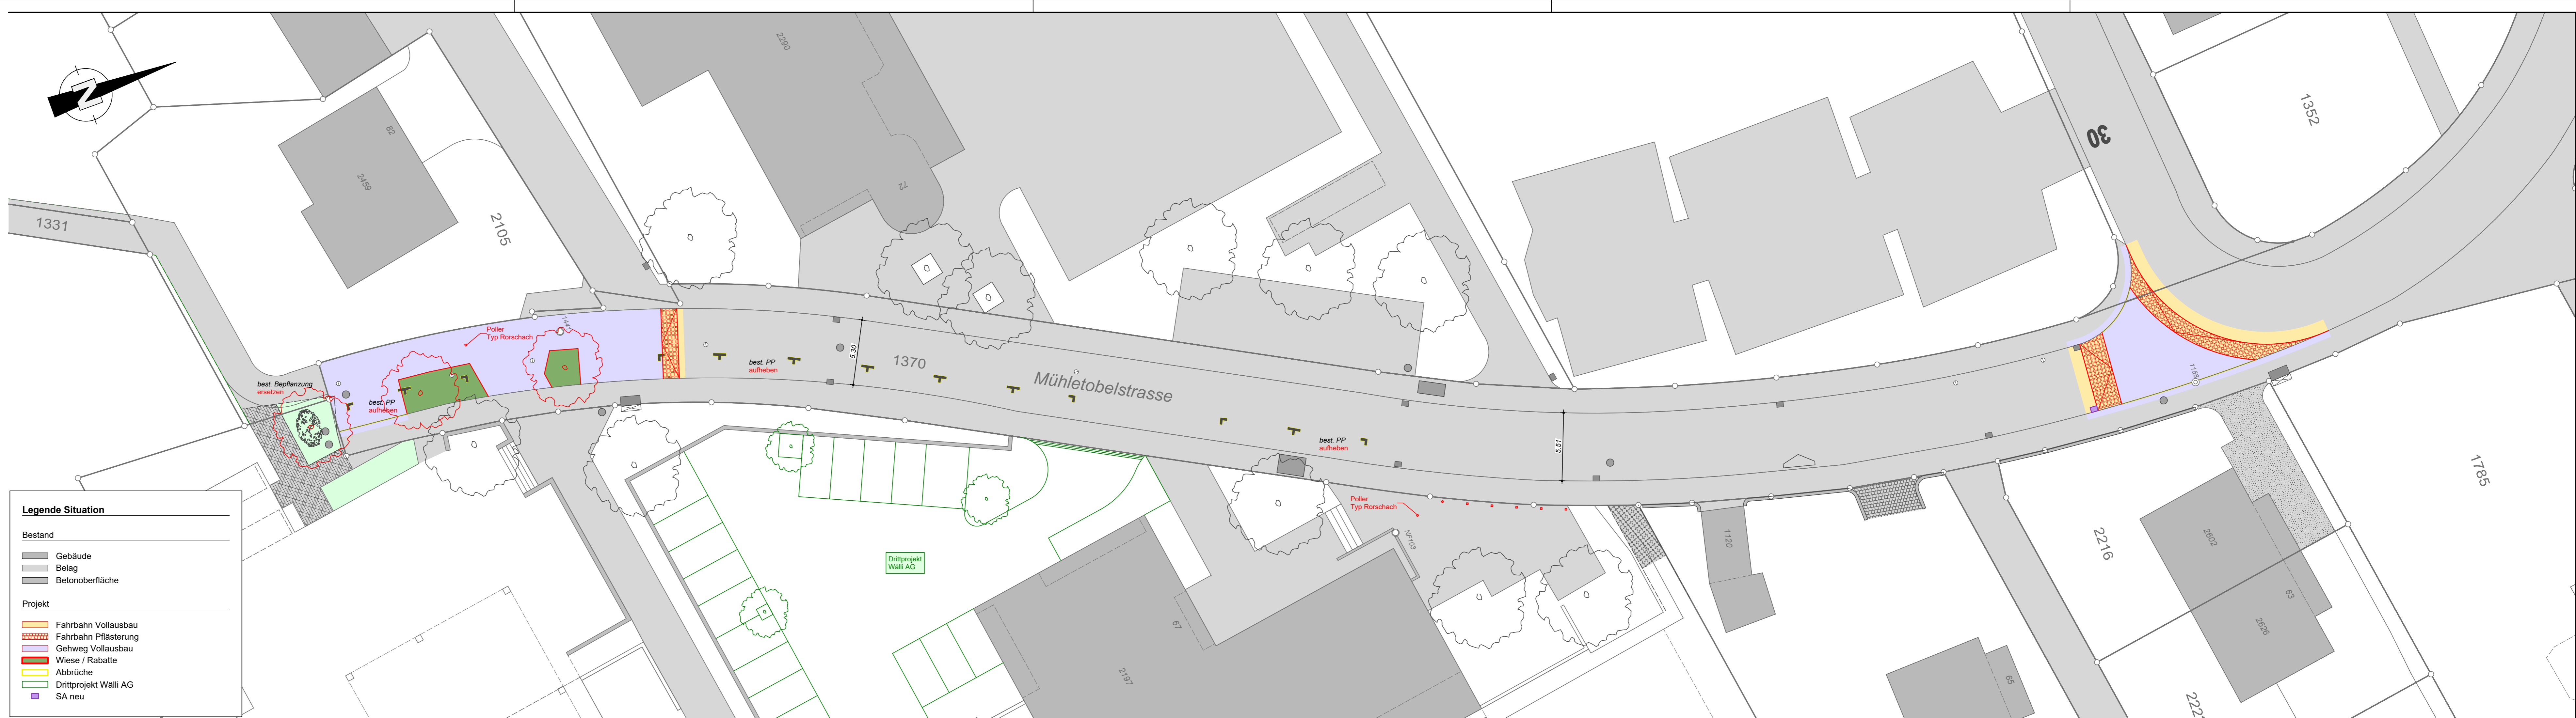 2290
30
1352
82
N
2459
74
2105
1331
1441
Poller
Typ Rorschach
5.30
best. PP
aufheben
1370
Mühletobelstrasse
1158
best. Bepflanzung
ersetzen
best. PP
aufheben
best. PP
aufheben
5.51
1785
Poller
Typ Rorschach
NF103
1120
2216
2602
63
2626
Drittprojekt
Wälli AG
67
2197
65
Legende Situation
Bestand
Gebäude
Belag
Betonoberfläche
Projekt
Fahrbahn Vollausbau
Fahrbahn Pflästerung
Gehweg Vollausbau
Wiese / Rabatte
Abbrüche
Drittprojekt Wälli AG
SA neu